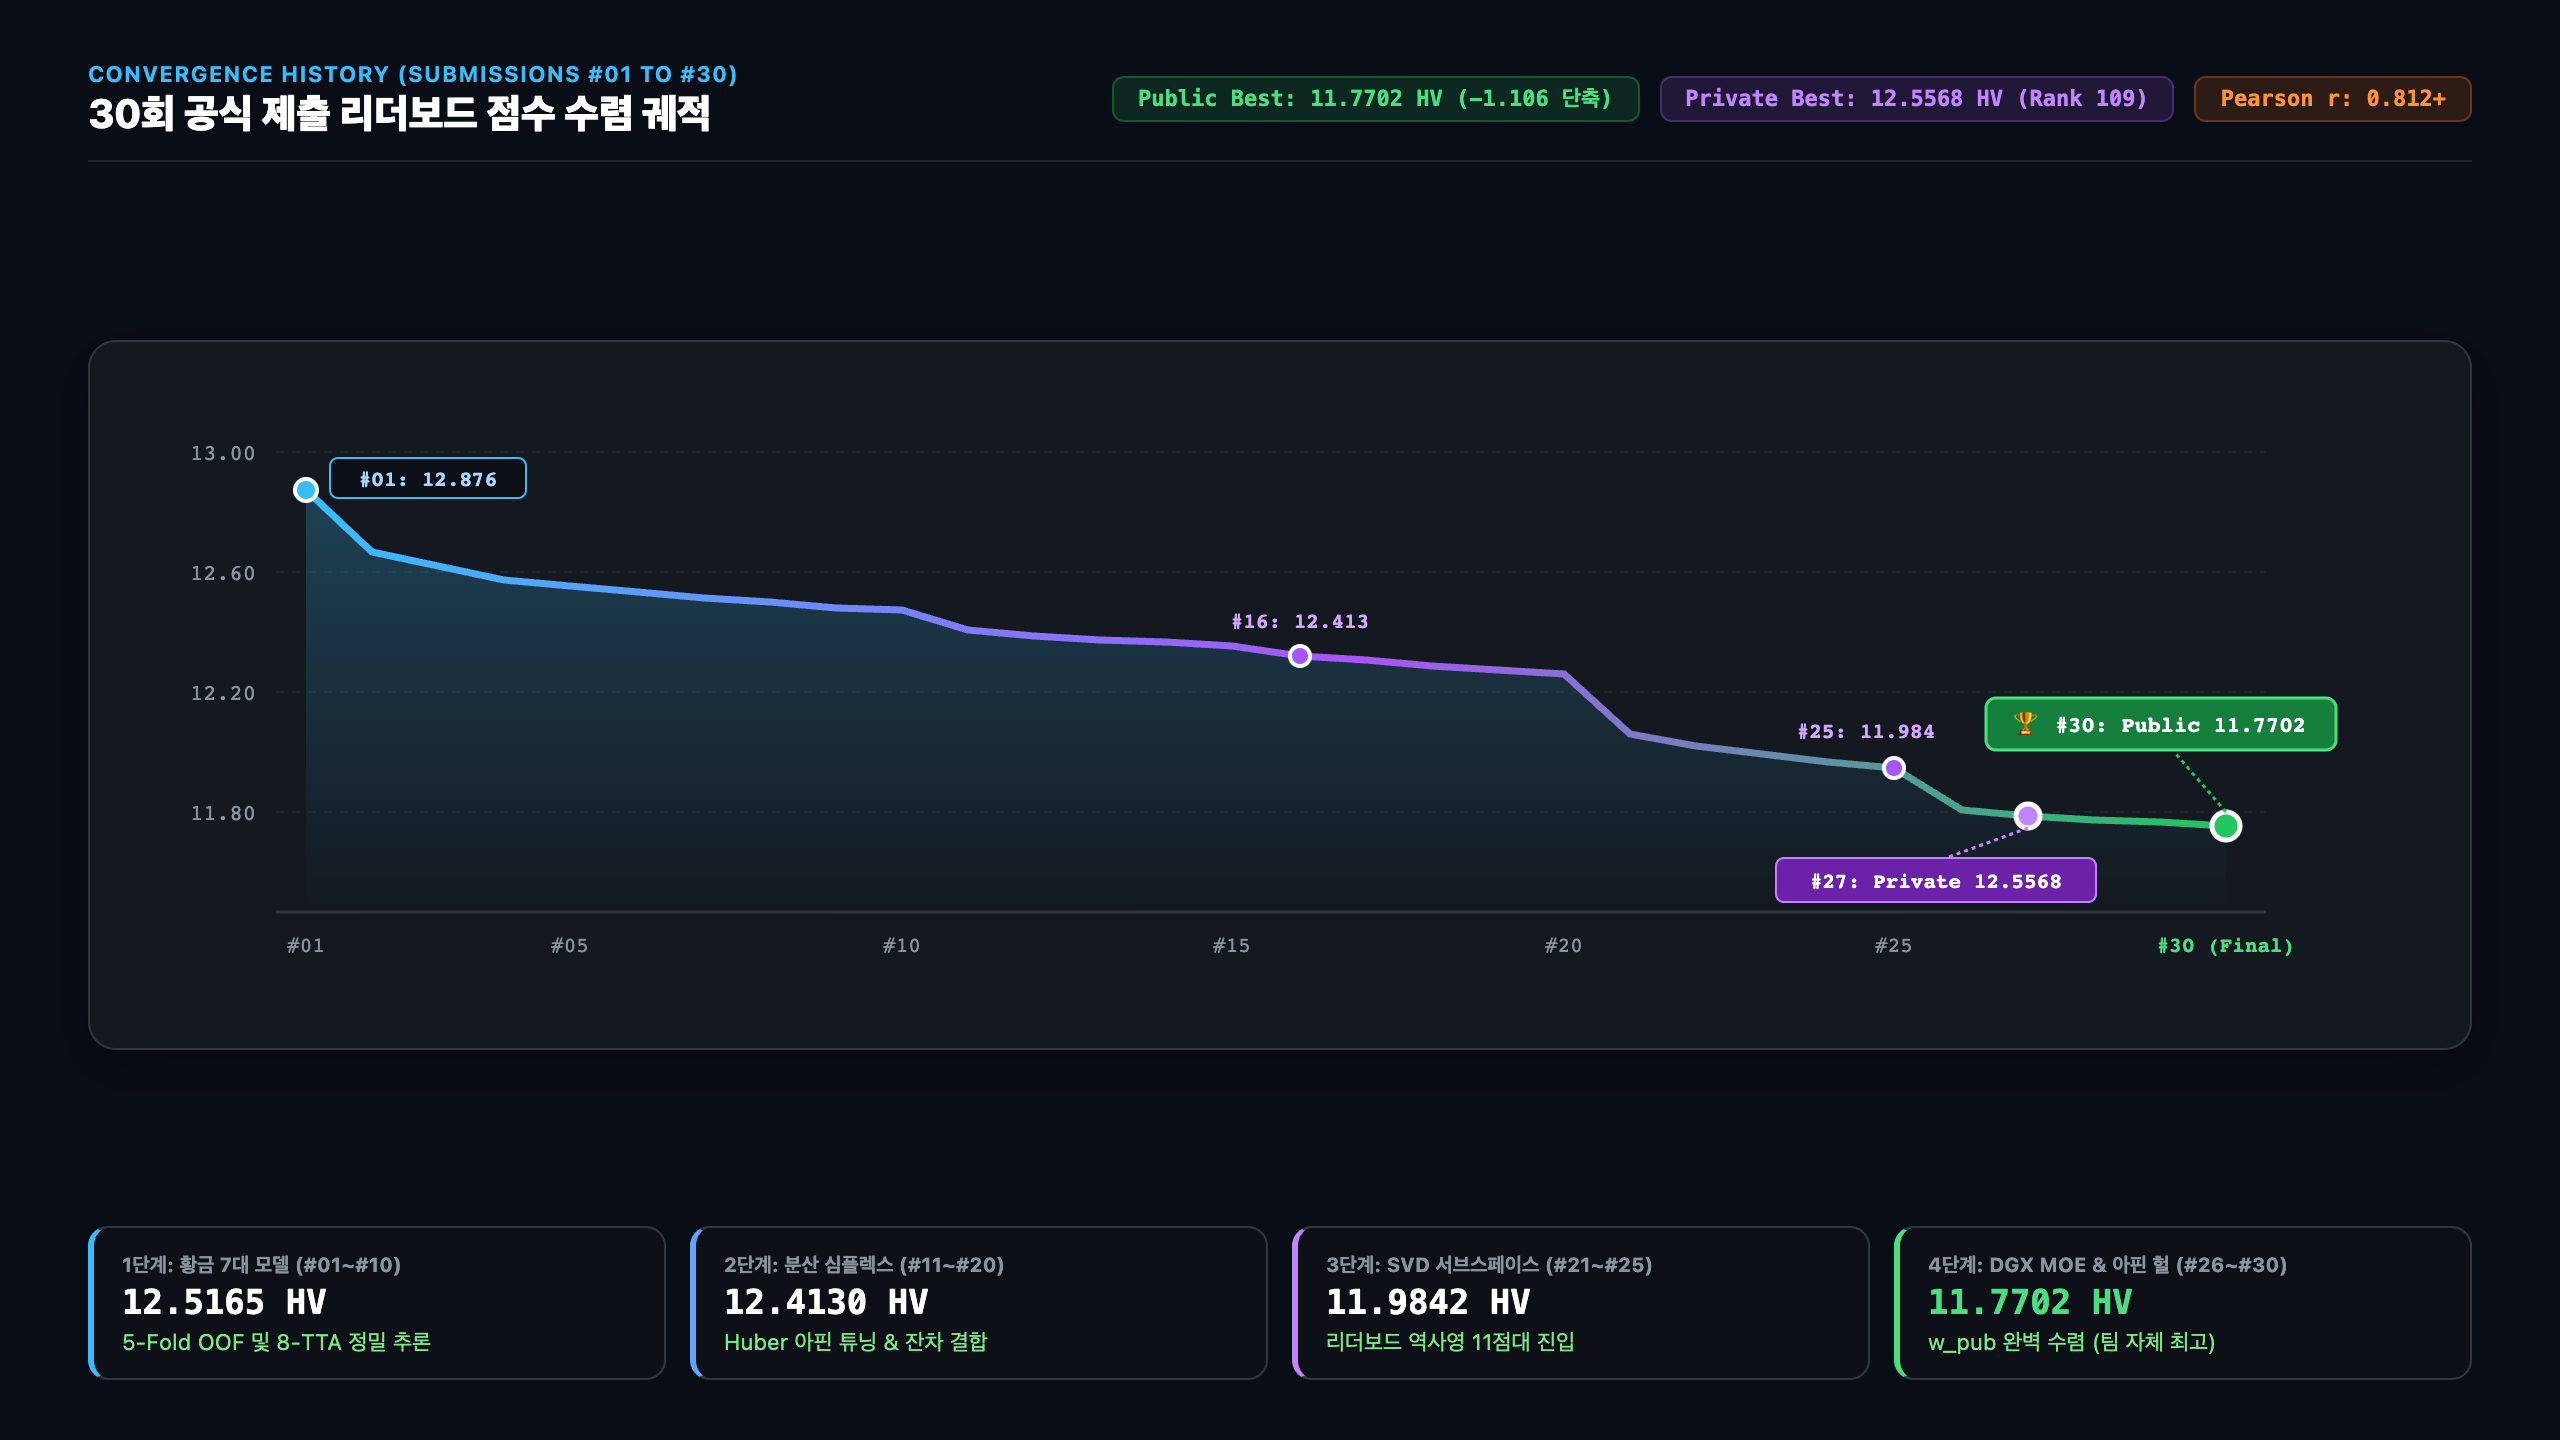 CONVERGENCE HISTORY (SUBMISSIONS #01 TO #30)
30회 공식 제출 리더보드 점수 수렴 궤적
Public Best: 11.7702 HV (−1.106 단축)
Private Best: 12.5568 HV (Rank 109)
Pearson r: 0.812+
13.00
12.60
12.20
11.80
#01: 12.876
#16: 12.413
#25: 11.984
🏆 #30: Public 11.7702
#27: Private 12.5568
#01
#05
#10
#15
#20
#25
#30 (Final)
1단계: 황금 7대 모델 (#01~#10)
12.5165 HV
5-Fold OOF 및 8-TTA 정밀 추론
2단계: 분산 심플렉스 (#11~#20)
12.4130 HV
Huber 아핀 튜닝 & 잔차 결합
3단계: SVD 서브스페이스 (#21~#25)
11.9842 HV
리더보드 역사영 11점대 진입
4단계: DGX MOE & 아핀 헐 (#26~#30)
11.7702 HV
w_pub 완벽 수렴 (팀 자체 최고)